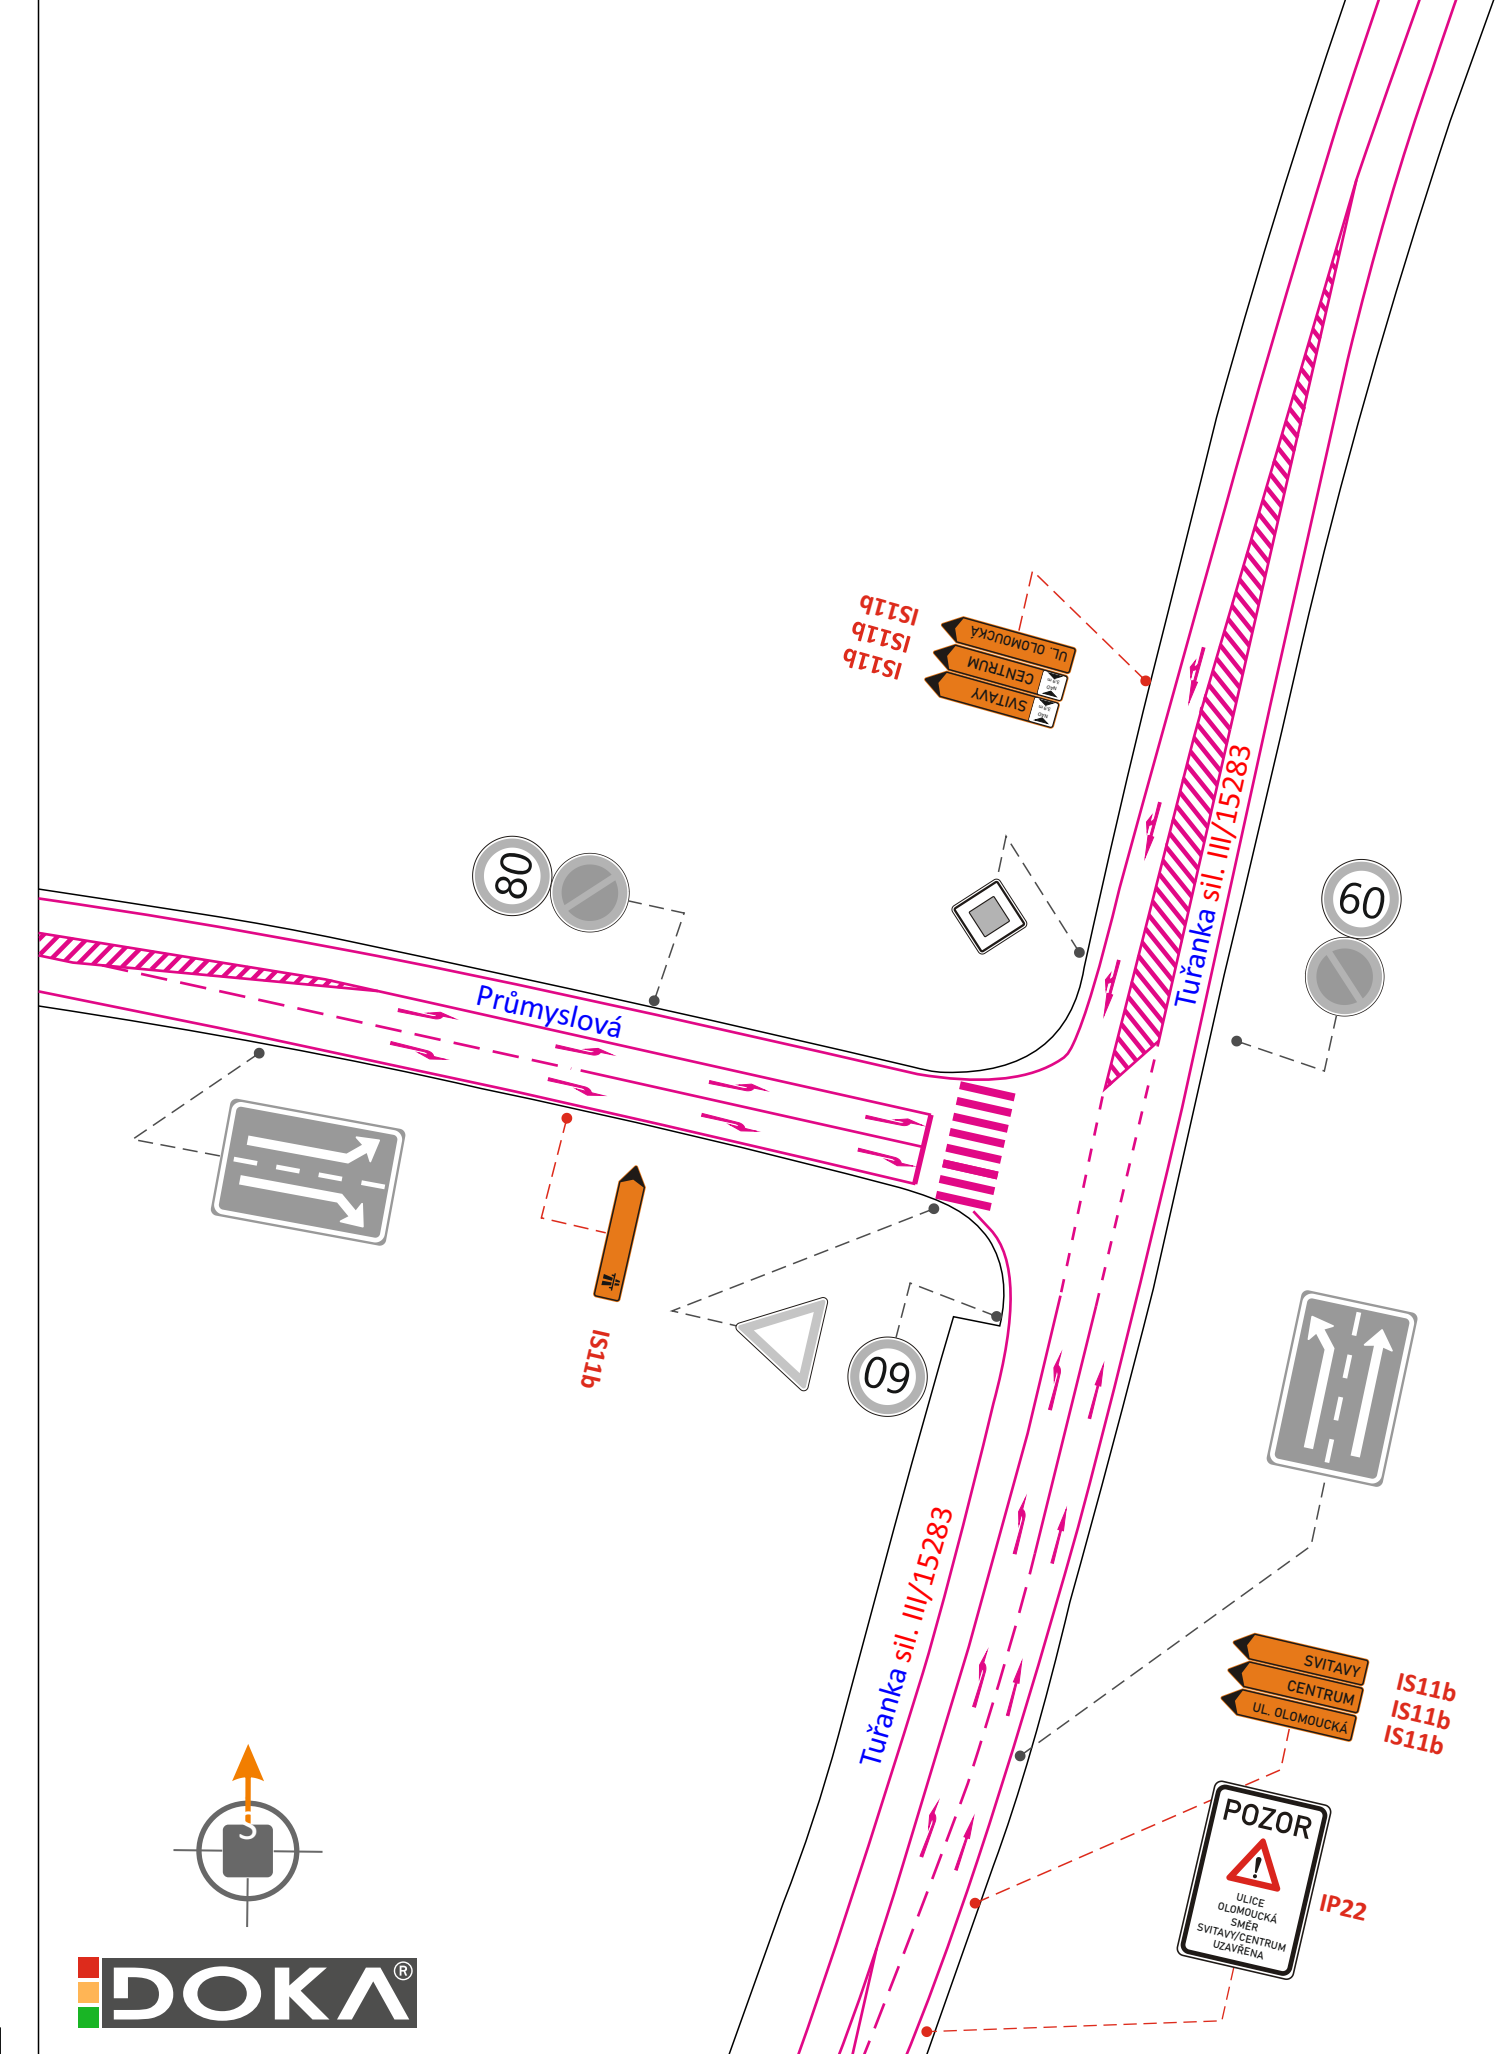 IS11b
IS11b
IS11b
UL. OLOMOUCKÁ
CENTRUM
SVITAVY
Tuřanka sil. III/15283
80
60
Průmyslová
IS11b
60
Tuřanka sil. III/15283
SVITAVY
CENTRUM
UL. OLOMOUCKÁ
IS11b
IS11b
IS11b
POZOR
!
ULICE
OLOMOUCKÁ
SMĚR
SVITAVY/CENTRUM
UZAVŘENA
IP22
DOKA®